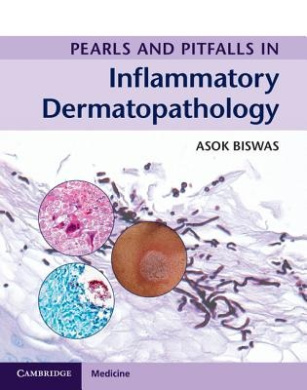 PEARLS AND PITFALLS IN
Inflammatory
Dermatopathology
ASOK BISWAS
CAMBRIDGE
Medicine